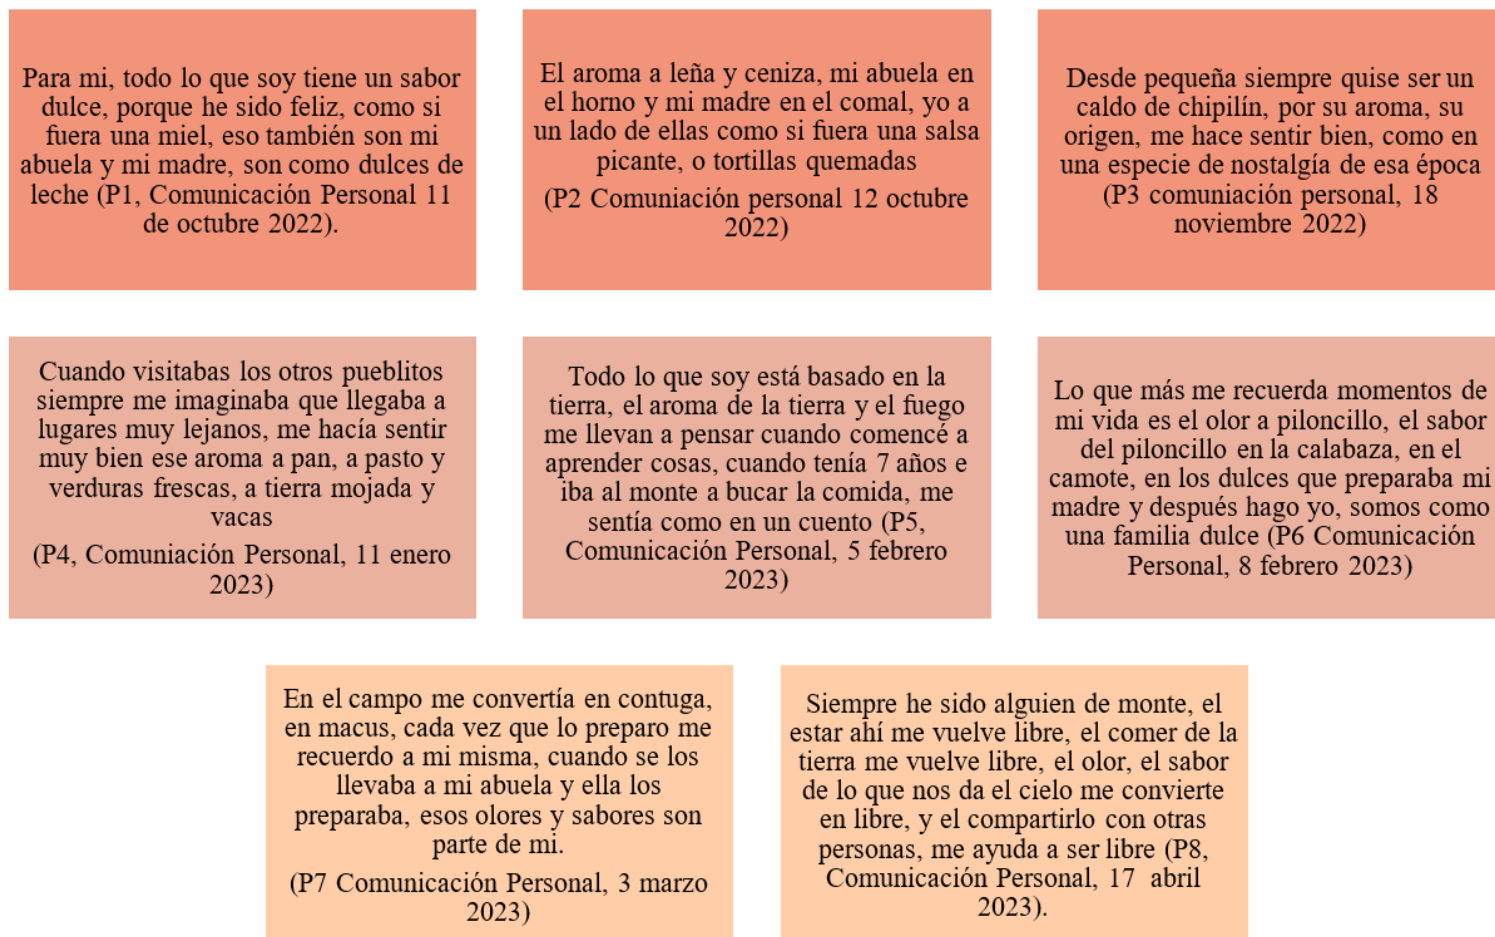 Para mi, todo lo que soy tiene un sabor
dulce, porque he sido feliz, como si
fuera una miel, eso también son mi
abuela y mi madre, son como dulces de
leche (P1, Comunicación Personal 11
de octubre 2022).
El aroma a leña y ceniza, mi abuela en
el horno y mi madre en el comal, yo a
un lado de ellas como si fuera una salsa
picante, o tortillas quemadas
(P2 Comuniación personal 12 octubre
2022)
Desde pequeña siempre quise ser un
caldo de chipilín, por su aroma, su
origen, me hace sentir bien, como en
una especie de nostalgía de esa época
(P3 comuniación personal, 18
noviembre 2022)
Cuando visitabas los otros pueblitos
siempre me imaginaba que llegaba a
lugares muy lejanos, me hacía sentir
muy bien ese aroma a pan, a pasto y
verduras frescas, a tierra mojada y
vacas
(P4, Comuniación Personal, 11 enero
2023)
Todo lo que soy está basado en la
tierra, el aroma de la tierra y el fuego
me llevan a pensar cuando comencé a
aprender cosas, cuando tenía 7 años e
iba al monte a bucar la comida, me
sentía como en un cuento (P5,
Comunicación Personal, 5 febrero
2023)
Lo que más me recuerda momentos de
mi vida es el olor a piloncillo, el sabor
del piloncillo en la calabaza, en el
camote, en los dulces que preparaba mi
madre y después hago yo, somos como
una familia dulce (P6 Comunicación
Personal, 8 febrero 2023)
En el campo me convertía en contuga,
en macus, cada vez que lo preparo me
recuerdo a mi misma, cuando se los
llevaba a mi abuela y ella los
preparaba, esos olores y sabores son
parte de mi.
(P7 Comunicación Personal, 3 marzo
2023)
Siempre he sido alguien de monte, el
estar ahí me vuelve libre, el comer de la
tierra me vuelve libre, el olor, el sabor
de lo que nos da el cielo me convierte
en libre, y el compartirlo con otras
personas, me ayuda a ser libre (P8,
Comunicación Personal, 17 abril
2023).